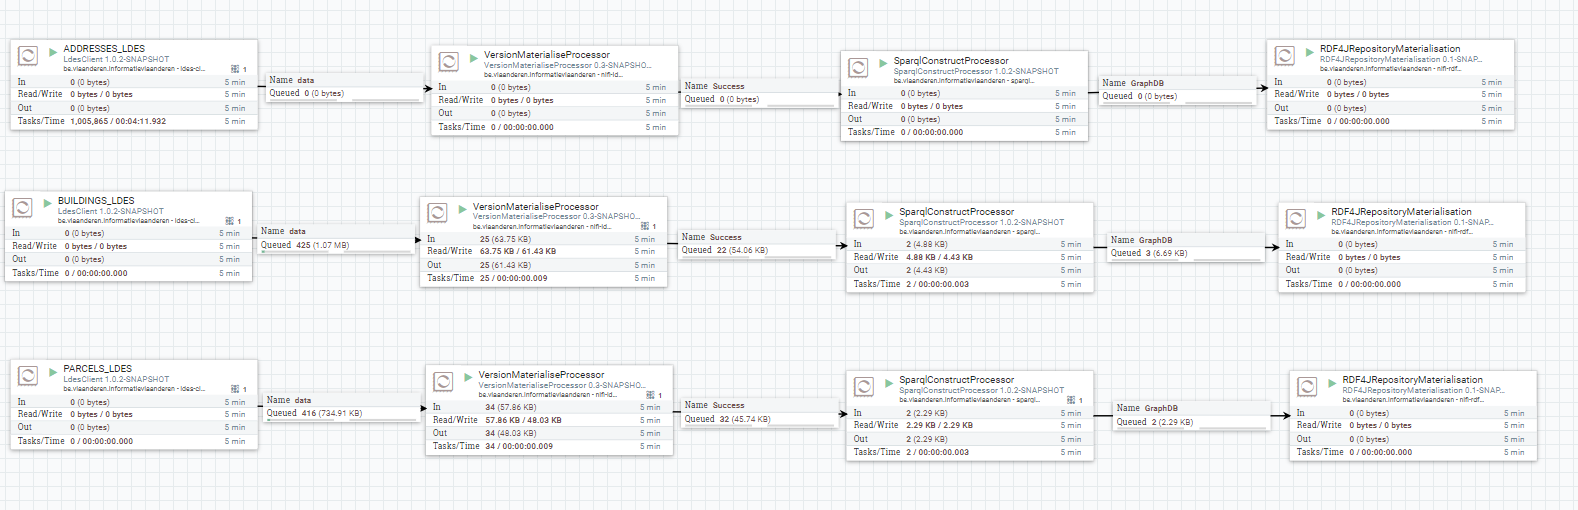 ADDRESSES_LDES
LdesClient 1.0.2-SNAPSHOT
be.vlaanderen.informatievlaanderen - ldes-cl...
1
In 0 (0 bytes) 5 min
Read/Write 0 bytes / 0 bytes 5 min
Out 0 (0 bytes) 5 min
Tasks/Time 1,005,865 / 00:04:11.932 5 min
Name data
Queued 0 (0 bytes)
VersionMaterialiseProcessor
VersionMaterialiseProcessor 0.3-SNAPSHO...
be.vlaanderen.informatievlaanderen - nifi-ld...
In 0 (0 bytes) 5 min
Read/Write 0 bytes / 0 bytes 5 min
Out 0 (0 bytes) 5 min
Tasks/Time 0 / 00:00:00.000 5 min
Name Success
Queued 0 (0 bytes)
SparqlConstructProcessor
SparqlConstructProcessor 1.0.2-SNAPSHOT
be.vlaanderen.informatievlaanderen - sparql...
In 0 (0 bytes) 5 min
Read/Write 0 bytes / 0 bytes 5 min
Out 0 (0 bytes) 5 min
Tasks/Time 0 / 00:00:00.000 5 min
Name GraphDB
Queued 0 (0 bytes)
RDF4JRepositoryMaterialisation
RDF4JRepositoryMaterialisation 0.1-SNAP...
be.vlaanderen.informatievlaanderen - nifi-rdf...
In 0 (0 bytes) 5 min
Read/Write 0 bytes / 0 bytes 5 min
Out 0 (0 bytes) 5 min
Tasks/Time 0 / 00:00:00.000 5 min
BUILDINGS_LDES
LdesClient 1.0.2-SNAPSHOT
be.vlaanderen.informatievlaanderen - ldes-cl...
1
In 0 (0 bytes) 5 min
Read/Write 0 bytes / 0 bytes 5 min
Out 0 (0 bytes) 5 min
Tasks/Time 0 / 00:00:00.000 5 min
Name data
Queued 425 (1.07 MB)
VersionMaterialiseProcessor
VersionMaterialiseProcessor 0.3-SNAPSHO...
be.vlaanderen.informatievlaanderen - nifi-ld...
1
In 25 (63.75 KB) 5 min
Read/Write 63.75 KB / 61.43 KB 5 min
Out 25 (61.43 KB) 5 min
Tasks/Time 25 / 00:00:00.009 5 min
Name Success
Queued 22 (54.06 KB)
SparqlConstructProcessor
SparqlConstructProcessor 1.0.2-SNAPSHOT
be.vlaanderen.informatievlaanderen - sparql...
In 2 (4.88 KB) 5 min
Read/Write 4.88 KB / 4.43 KB 5 min
Out 2 (4.43 KB) 5 min
Tasks/Time 2 / 00:00:00.003 5 min
Name GraphDB
Queued 3 (6.69 KB)
RDF4JRepositoryMaterialisation
RDF4JRepositoryMaterialisation 0.1-SNAP...
be.vlaanderen.informatievlaanderen - nifi-rdf...
In 0 (0 bytes) 5 min
Read/Write 0 bytes / 0 bytes 5 min
Out 0 (0 bytes) 5 min
Tasks/Time 0 / 00:00:00.000 5 min
PARCELS_LDES
LdesClient 1.0.2-SNAPSHOT
be.vlaanderen.informatievlaanderen - ldes-cl...
1
In 0 (0 bytes) 5 min
Read/Write 0 bytes / 0 bytes 5 min
Out 0 (0 bytes) 5 min
Tasks/Time 0 / 00:00:00.000 5 min
Name data
Queued 416 (734.91 KB)
VersionMaterialiseProcessor
VersionMaterialiseProcessor 0.3-SNAPSHO...
be.vlaanderen.informatievlaanderen - nifi-ld...
1
In 34 (57.86 KB) 5 min
Read/Write 57.86 KB / 48.03 KB 5 min
Out 34 (48.03 KB) 5 min
Tasks/Time 34 / 00:00:00.009 5 min
Name Success
Queued 32 (45.74 KB)
SparqlConstructProcessor
SparqlConstructProcessor 1.0.2-SNAPSHOT
be.vlaanderen.informatievlaanderen - sparql...
1
In 2 (2.29 KB) 5 min
Read/Write 2.29 KB / 2.29 KB 5 min
Out 2 (2.29 KB) 5 min
Tasks/Time 2 / 00:00:00.003 5 min
Name GraphDB
Queued 2 (2.29 KB)
RDF4JRepositoryMaterialisation
RDF4JRepositoryMaterialisation 0.1-SNAP...
be.vlaanderen.informatievlaanderen - nifi-rdf...
In 0 (0 bytes) 5 min
Read/Write 0 bytes / 0 bytes 5 min
Out 0 (0 bytes) 5 min
Tasks/Time 0 / 00:00:00.000 5 min